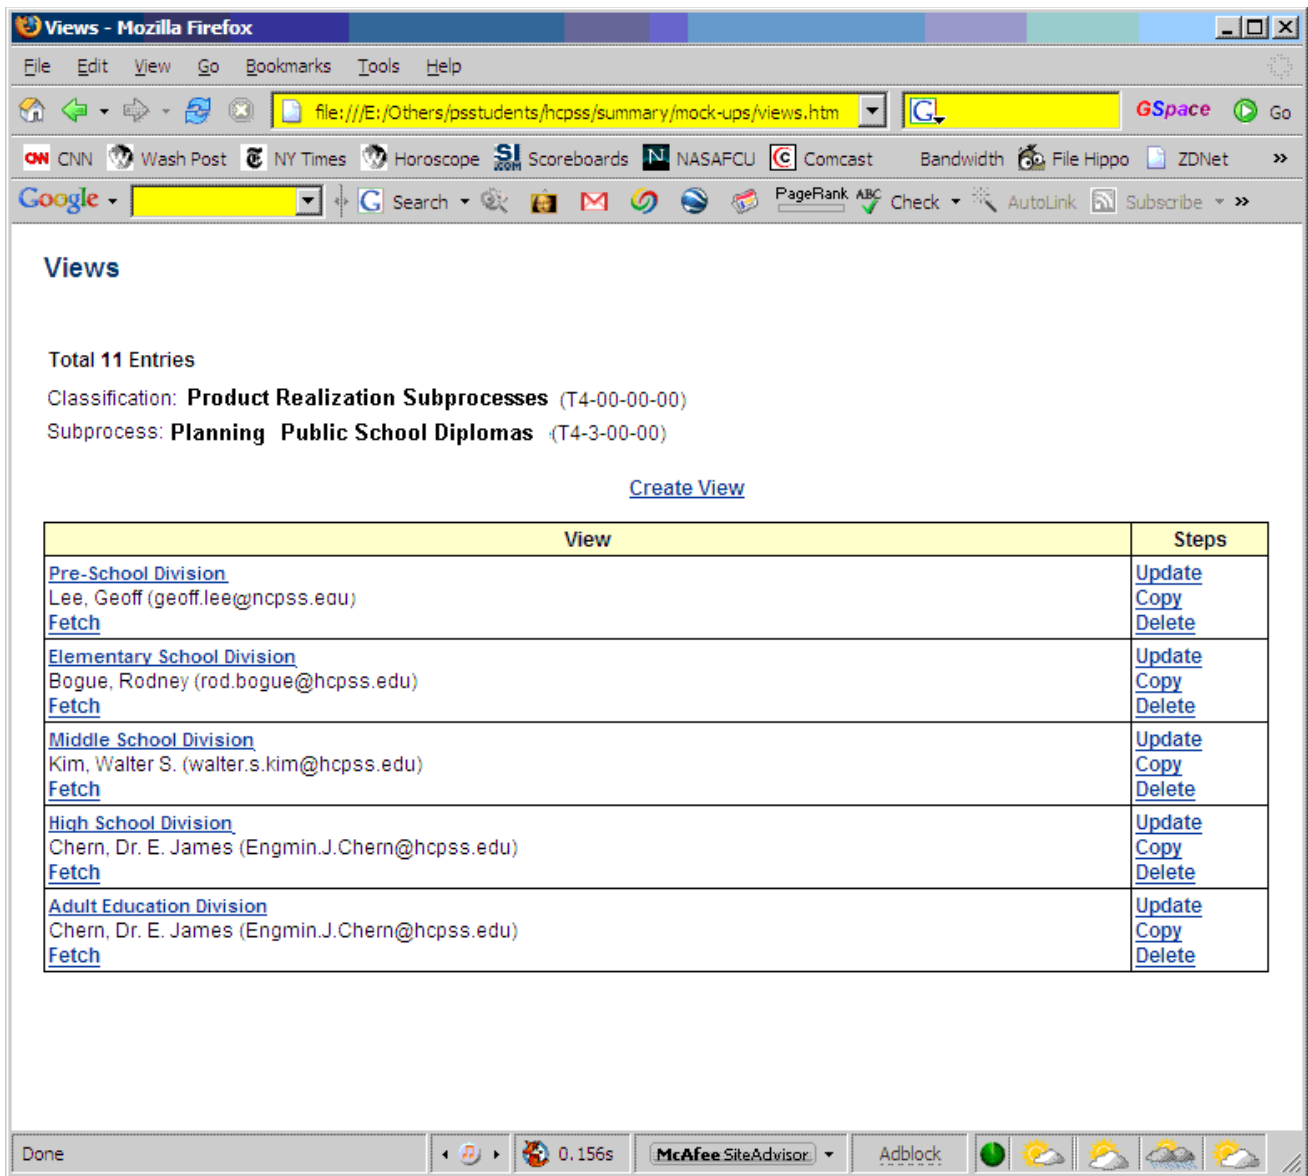 Views - Mozilla Firefox
File Edit View Go Bookmarks Tools Help
file:///E:/Others/psstudents/hcpss/summary/mock-ups/views.htm G GSpace Go
CNN CNN Wash Post NY Times Horoscope SI .COM Scoreboards N NASAFCU C Comcast Bandwidth File Hippo ZDNet »
Google G Search PageRank ABC Check AutoLink Subscribe »
Views
Total 11 Entries
Classification: Product Realization Subprocesses (T4-00-00-00)
Subprocess: Planning Public School Diplomas (T4-3-00-00)
Create View
View Steps
Pre-School Division Update
Lee, Geoff (geoff.lee@ncpss.edu) Copy
Fetch Delete
Elementary School Division Update
Bogue, Rodney (rod.bogue@hcpss.edu) Copy
Fetch Delete
Middle School Division Update
Kim, Walter S. (walter.s.kim@hcpss.edu) Copy
Fetch Delete
High School Division Update
Chern, Dr. E. James (Engmin.J.Chern@hcpss.edu) Copy
Fetch Delete
Adult Education Division Update
Chern, Dr. E. James (Engmin.J.Chern@hcpss.edu) Copy
Fetch Delete
Done 0.156s McAfee SiteAdvisor Adblock